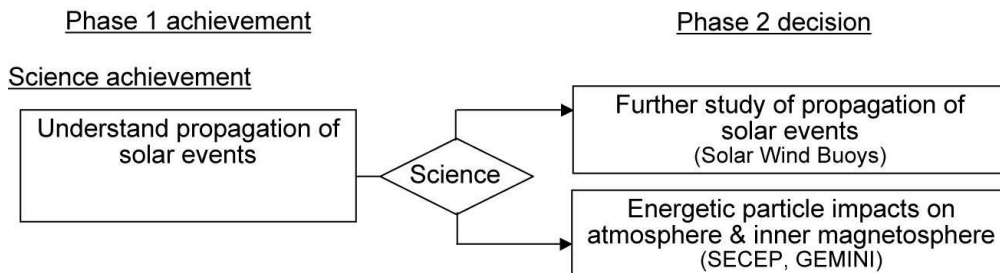 Phase 1 achievement
Phase 2 decision
Science achievement
Understand propagation of
solar events
Science
Further study of propagation of
solar events
(Solar Wind Buoys)
Energetic particle impacts on
atmosphere & inner magnetosphere
(SECEP, GEMINI)